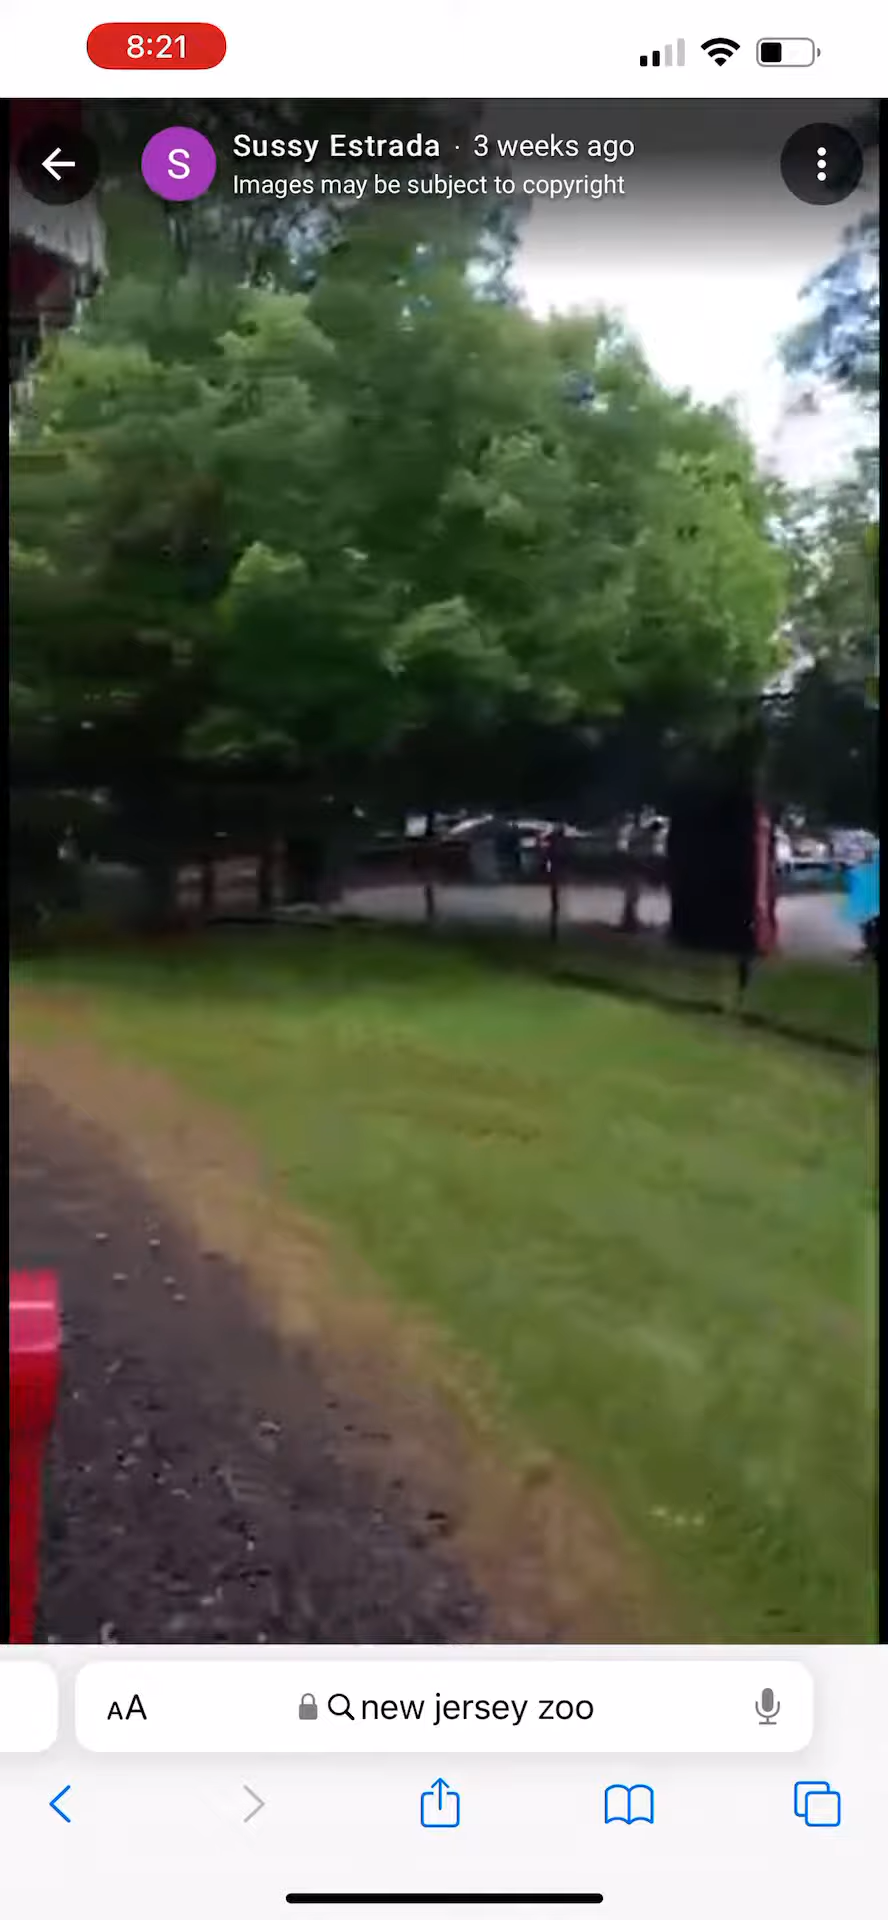 8:21
S
Sussy Estrada · 3 weeks ago
Images may be subject to copyright
AA
new jersey zoo